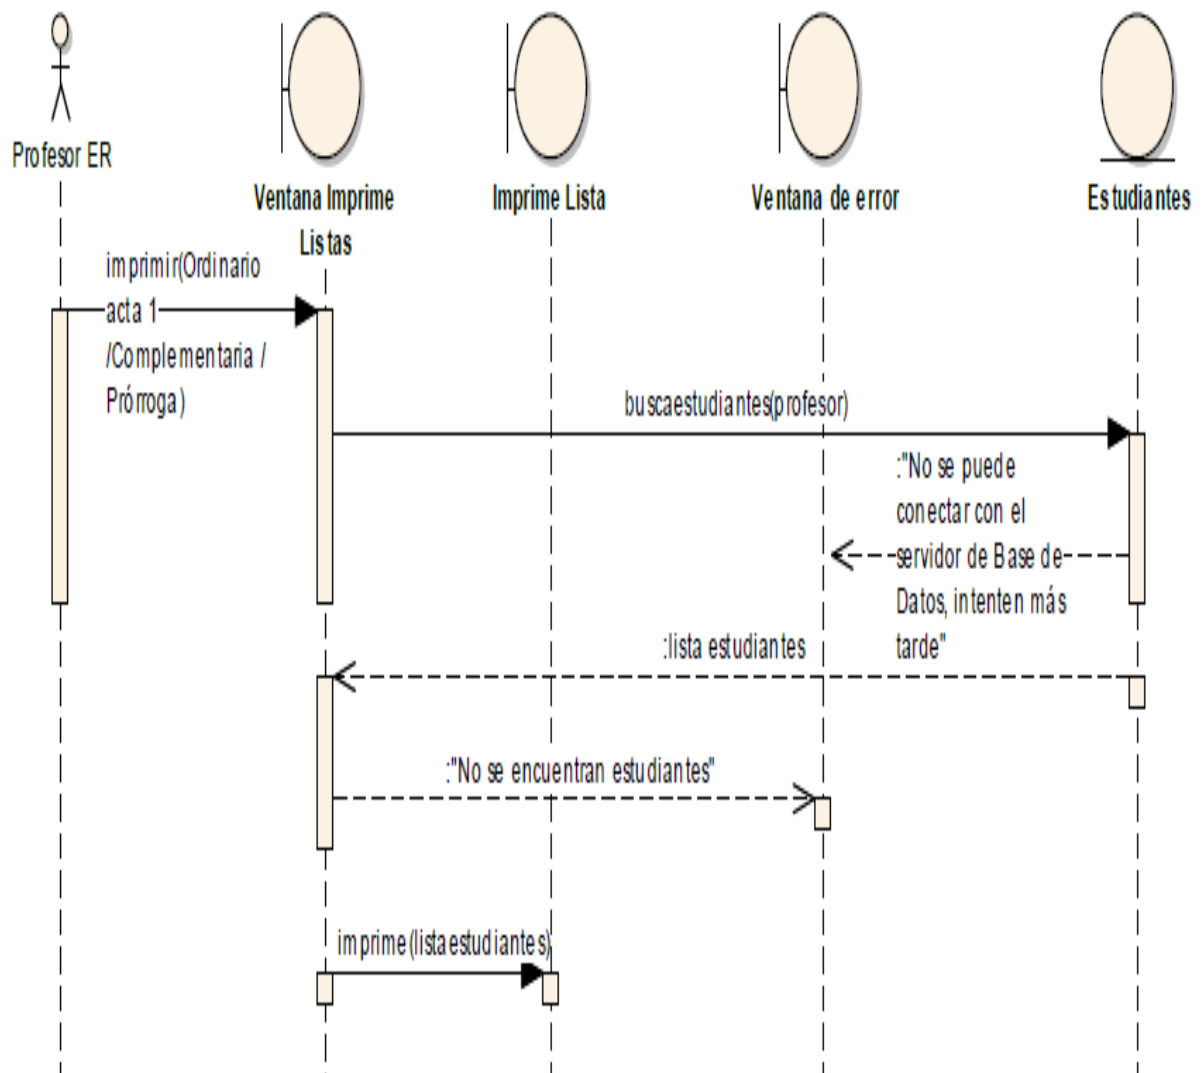 Profesor ER
Ventana Imprime
Listas
Imprime Lista
Ventana de error
Estudiantes
imprimir(Ordinario
acta 1
/Complementaria /
Prórroga)
buscaestudiantes(profesor)
:"No se puede
conectar con el
servidor de Base de
Datos, intenten más
tarde"
:lista estudiantes
:"No se encuentran estudiantes"
imprime(listaestudiantes)